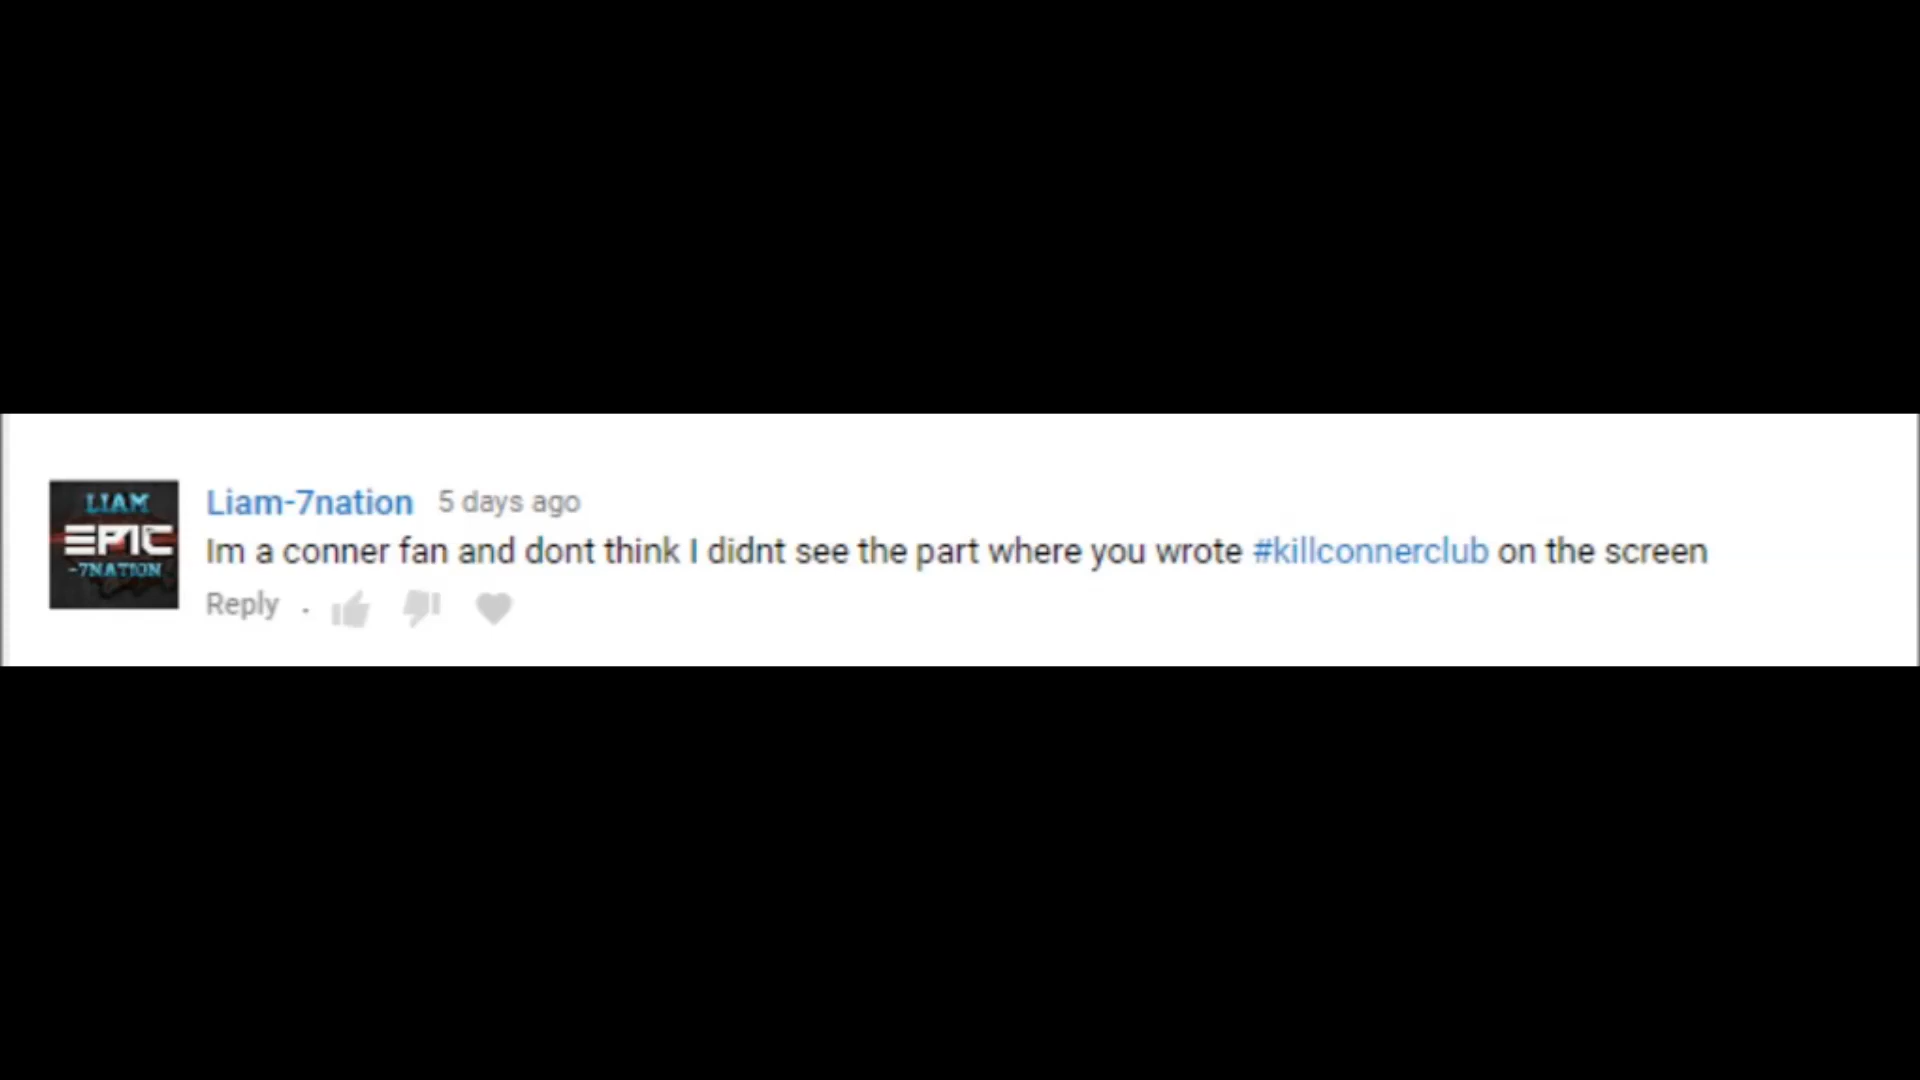 LIAM
EPIC
-7NATION
Liam-7nation 5 days ago
Im a conner fan and dont think I didnt see the part where you wrote #killconnerclub on the screen
Reply .